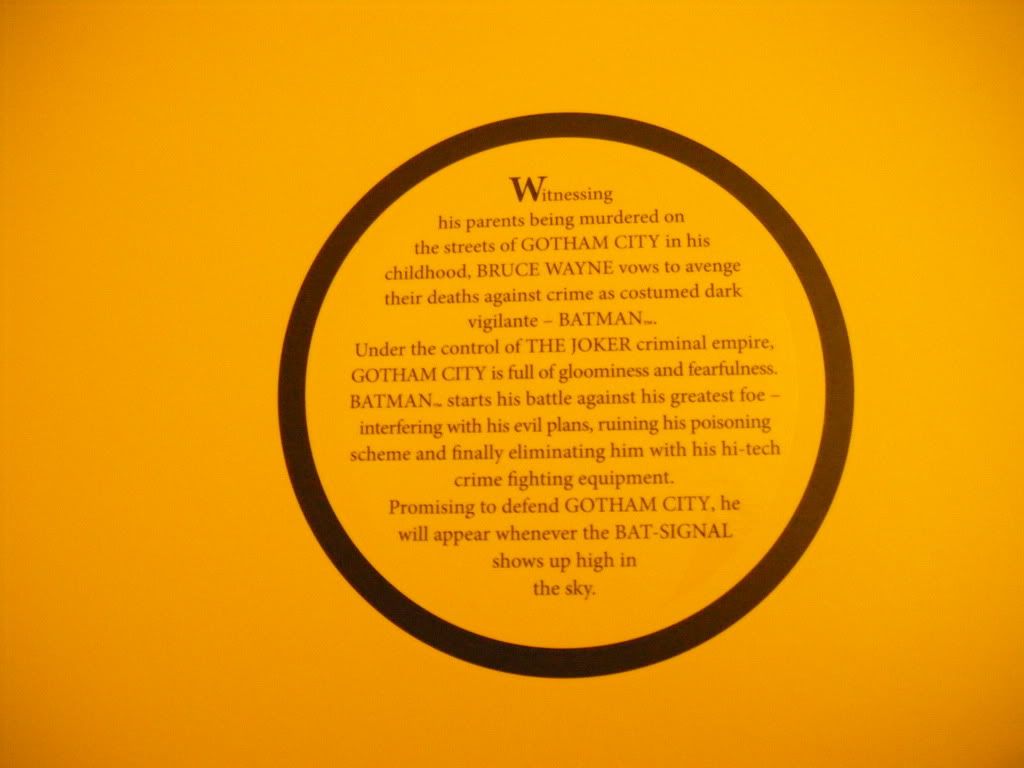 Witnessing
his parents being murdered on
the streets of GOTHAM CITY in his
childhood, BRUCE WAYNE vows to avenge
their deaths against crime as costumed dark
vigilante – BATMAN™.
Under the control of THE JOKER criminal empire,
GOTHAM CITY is full of gloominess and fearfulness.
BATMAN™ starts his battle against his greatest foe –
interfering with his evil plans, ruining his poisoning
scheme and finally eliminating him with his hi-tech
crime fighting equipment.
Promising to defend GOTHAM CITY, he
will appear whenever the BAT-SIGNAL
shows up high in
the sky.